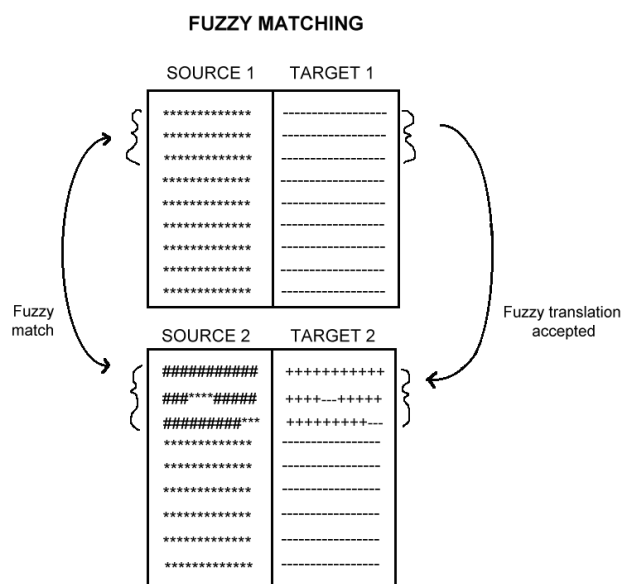 FUZZY MATCHING
SOURCE 1 TARGET 1
************* --------------------
************* --------------------
************* --------------------
************* --------------------
************* --------------------
************* --------------------
************* --------------------
************* --------------------
************* --------------------
Fuzzy
match
Fuzzy translation
accepted
SOURCE 2 TARGET 2
########### +++++++++++
###****##### ++++---+++++
#########*** +++++++++---
************* -------------------
************* -------------------
************* -------------------
************* -------------------
************* -------------------
************* -------------------